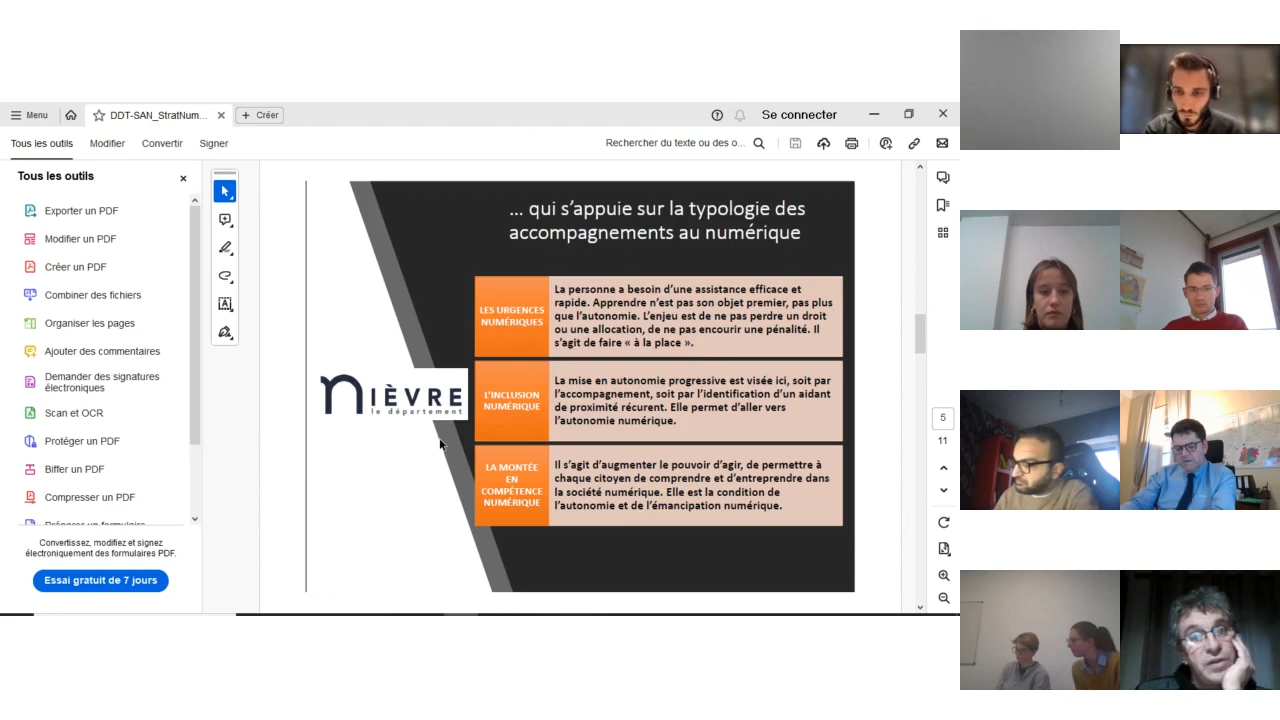 Menu
DDT-SAN_StratNum...
Créer
Se connecter
Tous les outils
Modifier
Convertir
Signer
Rechercher du texte ou des o...
Tous les outils
Exporter un PDF
Modifier un PDF
Créer un PDF
Combiner des fichiers
Organiser les pages
Ajouter des commentaires
Demander des signatures
électroniques
Scan et OCR
Protéger un PDF
Biffer un PDF
Compresser un PDF
Préparer un formulaire
Convertissez, modifiez et signez
électroniquement des formulaires PDF.
Essai gratuit de 7 jours
... qui s'appuie sur la typologie des
accompagnements au numérique
LES URGENCES
NUMÉRIQUES
La personne a besoin d'une assistance efficace et
rapide. Apprendre n'est pas son objet premier, pas plus
que l'autonomie. L'enjeu est de ne pas perdre un droit
ou une allocation, de ne pas encourir une pénalité. Il
s'agit de faire « à la place ».
L'INCLUSION
NUMÉRIQUE
La mise en autonomie progressive est visée ici, soit par
l'accompagnement, soit par l'identification d'un aidant
de proximité récurent. Elle permet d'aller vers
l'autonomie numérique.
LA MONTÉE
EN
COMPÉTENCE
NUMÉRIQUE
Il s'agit d'augmenter le pouvoir d'agir, de permettre à
chaque citoyen de comprendre et d'entreprendre dans
la société numérique. Elle est la condition de
l'autonomie et de l'émancipation numérique.
nIÈVRE
le département
5
11